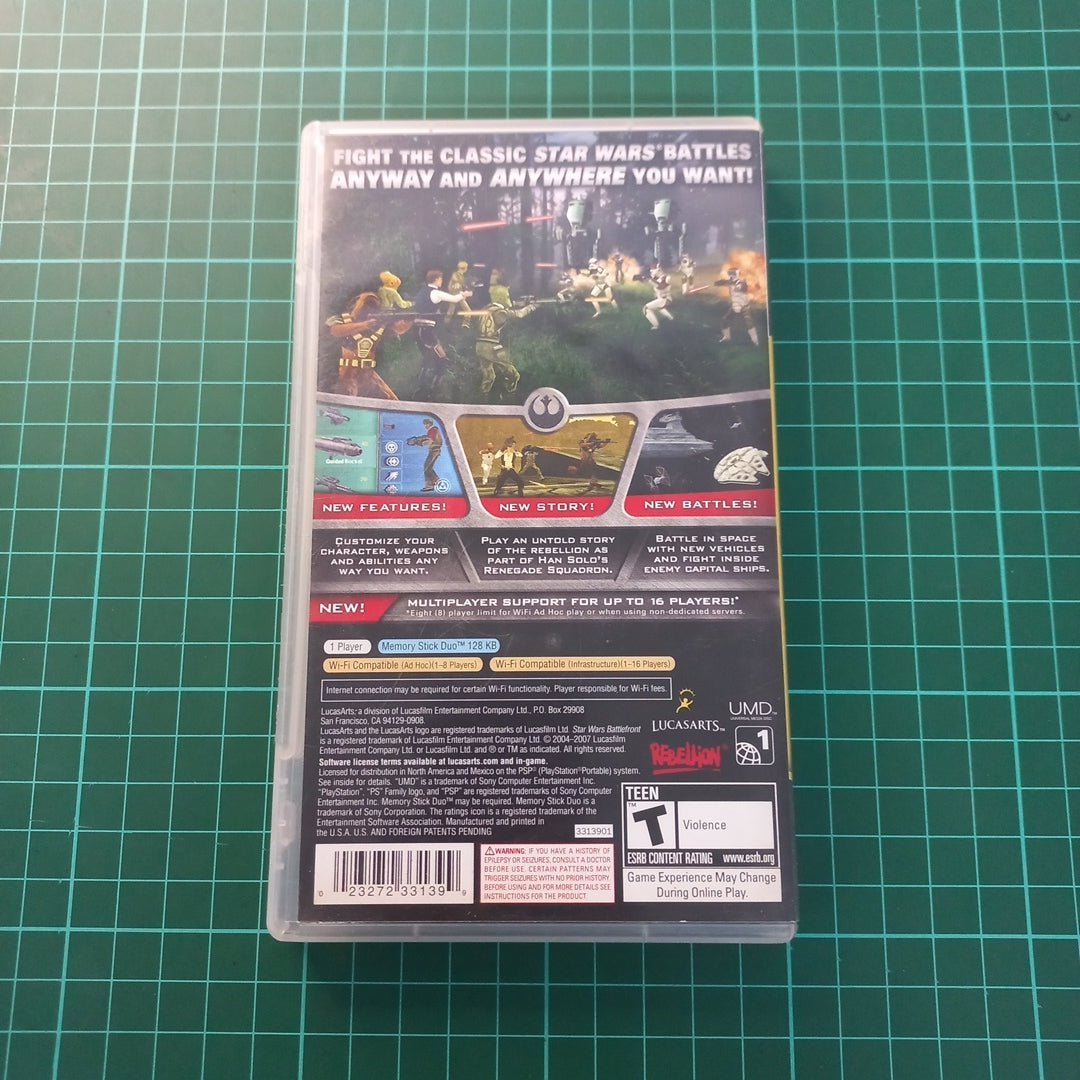 FIGHT THE CLASSIC STAR WARS® BATTLES
ANYWAY AND ANYWHERE YOU WANT!
Guided Rocket
NEW FEATURES!
NEW STORY!
NEW BATTLES!
CUSTOMIZE YOUR
CHARACTER, WEAPONS
AND ABILITIES ANY
WAY YOU WANT.
PLAY AN UNTOLD STORY
OF THE REBELLION AS
PART OF HAN SOLO'S
RENEGADE SQUADRON.
BATTLE IN SPACE
WITH NEW VEHICLES
AND FIGHT INSIDE
ENEMY CAPITAL SHIPS.
NEW!
MULTIPLAYER SUPPORT FOR UP TO 16 PLAYERS!*
*Eight (8) player limit for WiFi Ad Hoc play or when using non-dedicated servers.
1 Player
Memory Stick Duo™ 128 KB
Wi-Fi Compatible (Ad Hoc)(1–8 Players)
Wi-Fi Compatible (Infrastructure)(1–16 Players)
Internet connection may be required for certain Wi-Fi functionality. Player responsible for Wi-Fi fees.
LucasArts, a division of Lucasfilm Entertainment Company Ltd., P.O. Box 29908
San Francisco, CA 94129-0908.
LucasArts and the LucasArts logo are registered trademarks of Lucasfilm Ltd. Star Wars Battlefront
is a registered trademark of Lucasfilm Entertainment Company Ltd. © 2004–2007 Lucasfilm
Entertainment Company Ltd. or Lucasfilm Ltd. and ® or TM as indicated. All rights reserved.
Software license terms available at lucasarts.com and in-game.
Licensed for distribution in North America and Mexico on the PSP® (PlayStation®Portable) system.
See inside for details. "UMD" is a trademark of Sony Computer Entertainment Inc.
"PlayStation", "PS" Family logo, and "PSP" are registered trademarks of Sony Computer
Entertainment Inc. Memory Stick Duo™ may be required. Memory Stick Duo is a
trademark of Sony Corporation. The ratings icon is a registered trademark of the
Entertainment Software Association. Manufactured and printed in
the U.S.A. U.S. AND FOREIGN PATENTS PENDING
3313901
LUCASARTS™
REBELLION®
UMD™
UNIVERSAL MEDIA DISC
1
TEEN
T
TM
Violence
ESRB CONTENT RATING www.esrb.org
Game Experience May Change
During Online Play.
0 23272 33139 9
WARNING: IF YOU HAVE A HISTORY OF
EPILEPSY OR SEIZURES, CONSULT A DOCTOR
BEFORE USE. CERTAIN PATTERNS MAY
TRIGGER SEIZURES WITH NO PRIOR HISTORY.
BEFORE USING AND FOR MORE DETAILS SEE
INSTRUCTIONS FOR THE PRODUCT